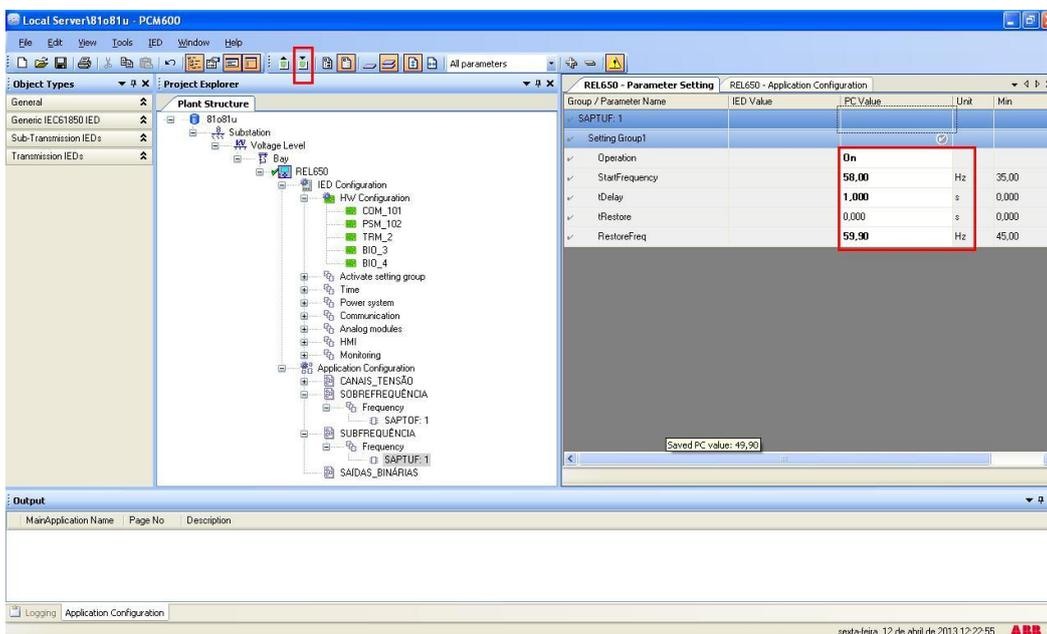 Local Server\81o81u - PCM600
File Edit View Tools IED Window Help
All parameters
Object Types
Project Explorer
REL650 - Parameter Setting REL650 - Application Configuration
General
Generic IEC61850 IED
Sub-Transmission IEDs
Transmission IEDs
Plant Structure
81o81u
Substation
Voltage Level
Bay
REL650
IED Configuration
HW Configuration
COM_101
PSM_102
TRM_2
BIO_3
BIO_4
Activate setting group
Time
Power system
Communication
Analog modules
HMI
Monitoring
Application Configuration
CANAIS_TENSÃO
SOBREFREQUÊNCIA
Frequency
SAPTOF: 1
SUBFREQUÊNCIA
Frequency
SAPTUF: 1
SAÍDAS_BINÁRIAS
Group / Parameter Name IED Value PC Value Unit Min
SAPTUF: 1
Setting Group1
Operation On
StartFrequency 58,00 Hz 35,00
tDelay 1,000 s 0,000
tRestore 0,000 s 0,000
RestoreFreq 59,90 Hz 45,00
Saved PC value: 49,90
Output
MainApplication Name Page No Description
Logging Application Configuration
sexta-feira, 12 de abril de 2013 12:22:55 ABB